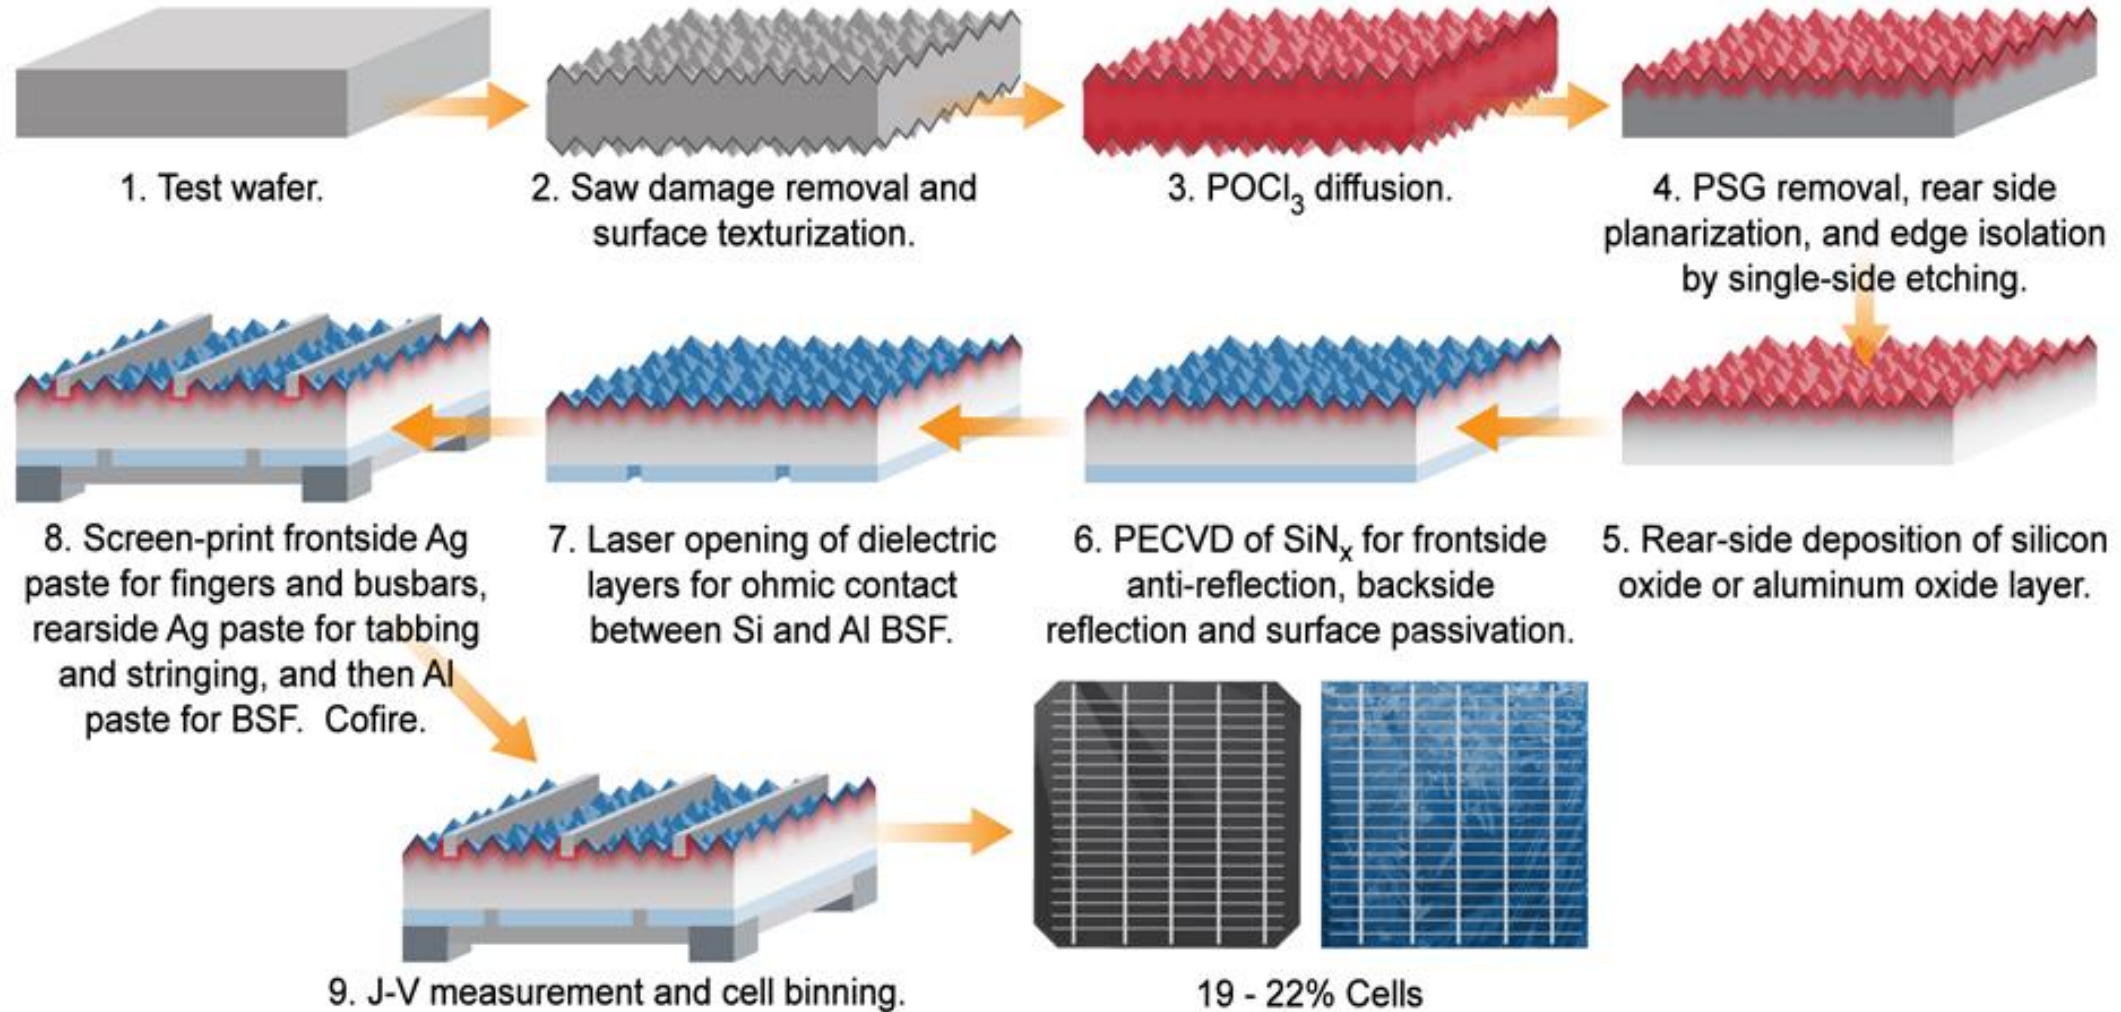 1. Test wafer.
2. Saw damage removal and
surface texturization.
3. POCl₃ diffusion.
4. PSG removal, rear side
planarization, and edge isolation
by single-side etching.
5. Rear-side deposition of silicon
oxide or aluminum oxide layer.
6. PECVD of SiNₓ for frontside
anti-reflection, backside
reflection and surface passivation.
7. Laser opening of dielectric
layers for ohmic contact
between Si and Al BSF.
8. Screen-print frontside Ag
paste for fingers and busbars,
rearside Ag paste for tabbing
and stringing, and then Al
paste for BSF.  Cofire.
9. J-V measurement and cell binning.
19 - 22% Cells